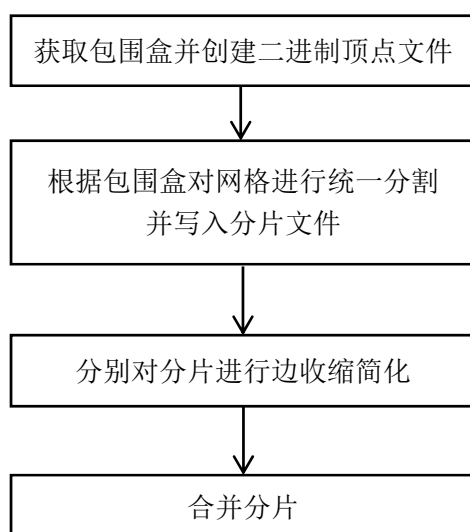 获取包围盒并创建二进制顶点文件
根据包围盒对网格进行统一分割
并写入分片文件
分别对分片进行边收缩简化
合并分片